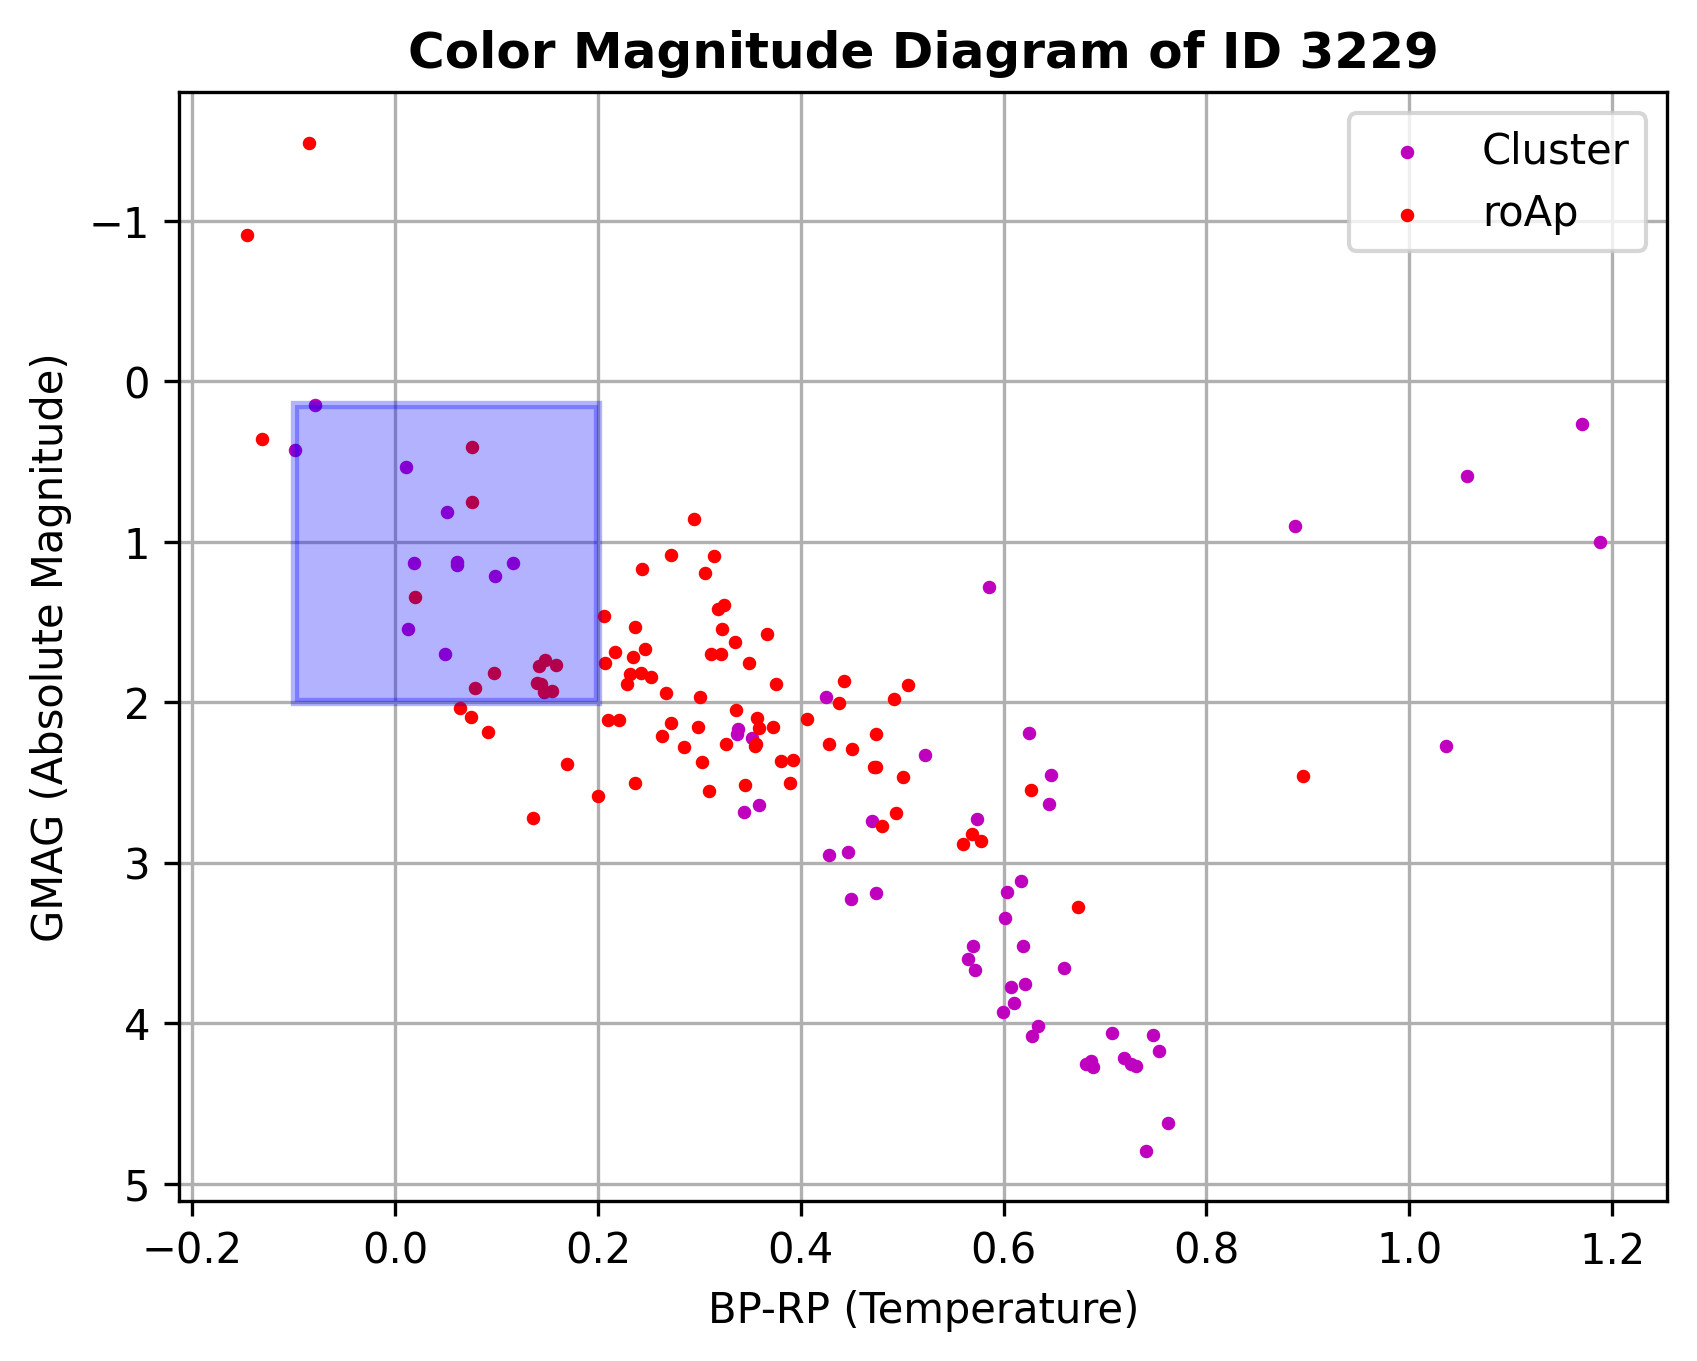 Color Magnitude Diagram of ID 3229
Cluster
roAp
−1
0
1
2
3
4
5
GMAG (Absolute Magnitude)
−0.2 0.0 0.2 0.4 0.6 0.8 1.0 1.2
BP-RP (Temperature)